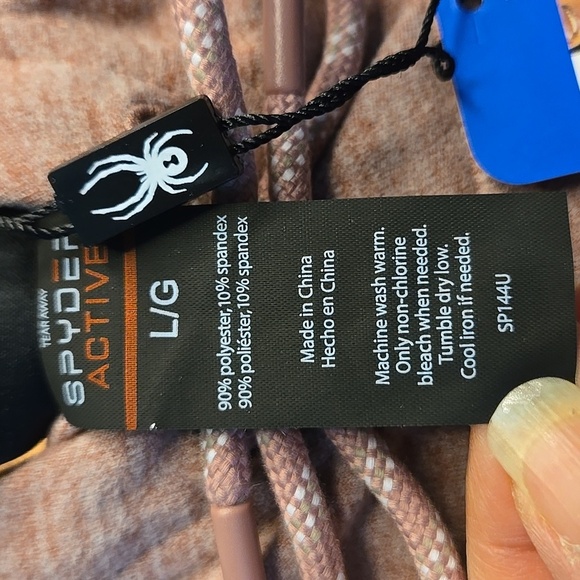 TEAR AWAY
SPYDER
ACTIVE
L/G
90% polyester, 10% spandex
90% poliéster, 10% spandex
Made in China
Hecho en China
Machine wash warm.
Only non-chlorine
bleach when needed.
Tumble dry low.
Cool iron if needed.
SP144U